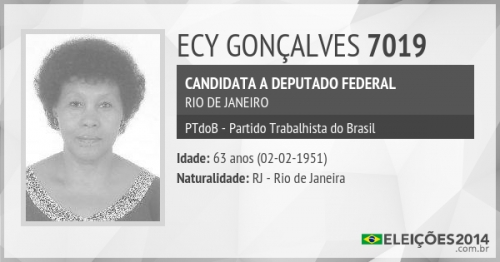 ECY GONÇALVES 7019
CANDIDATA A DEPUTADO FEDERAL
RIO DE JANEIRO
PTdoB - Partido Trabalhista do Brasil
Idade: 63 anos (02-02-1951)
Naturalidade: RJ - Rio de Janeira
ELEIÇÕES2014
.com.br